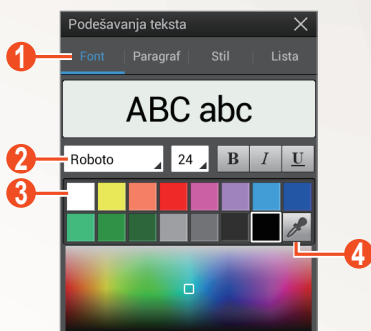 Podešavanja teksta
1 Font Paragraf Stil Lista
ABC abc
2 Roboto 24 B I U
3
4